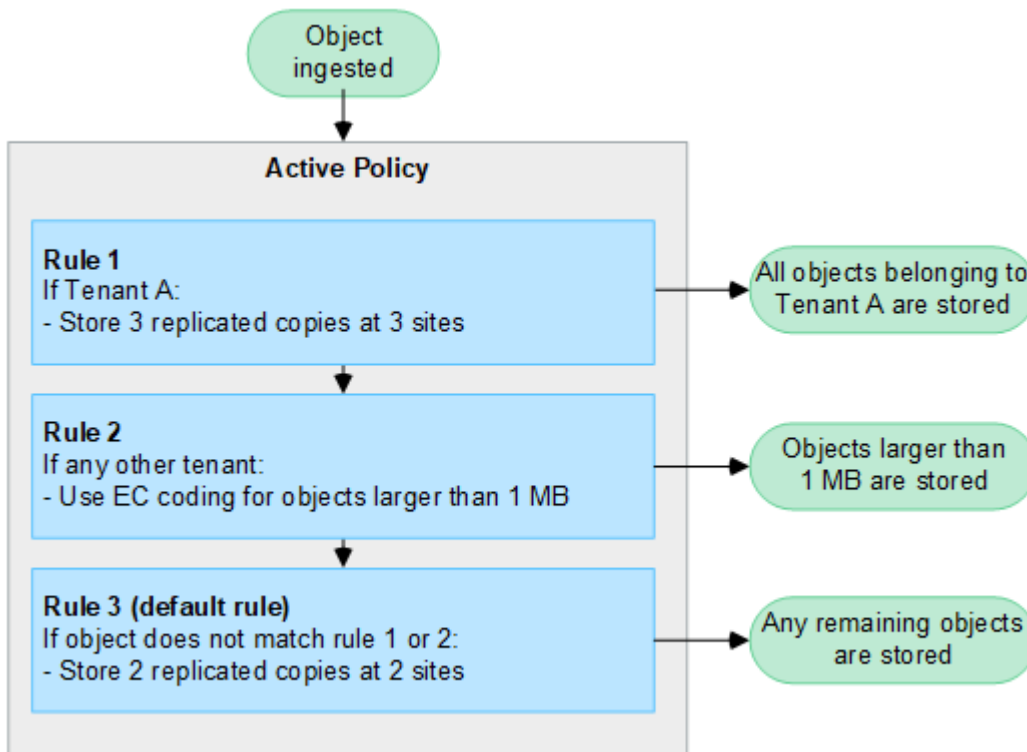 Object
ingested
Active Policy
Rule 1
If Tenant A:
- Store 3 replicated copies at 3 sites
All objects belonging to
Tenant A are stored
Rule 2
If any other tenant:
- Use EC coding for objects larger than 1 MB
Objects larger than
1 MB are stored
Rule 3 (default rule)
If object does not match rule 1 or 2:
- Store 2 replicated copies at 2 sites
Any remaining objects
are stored